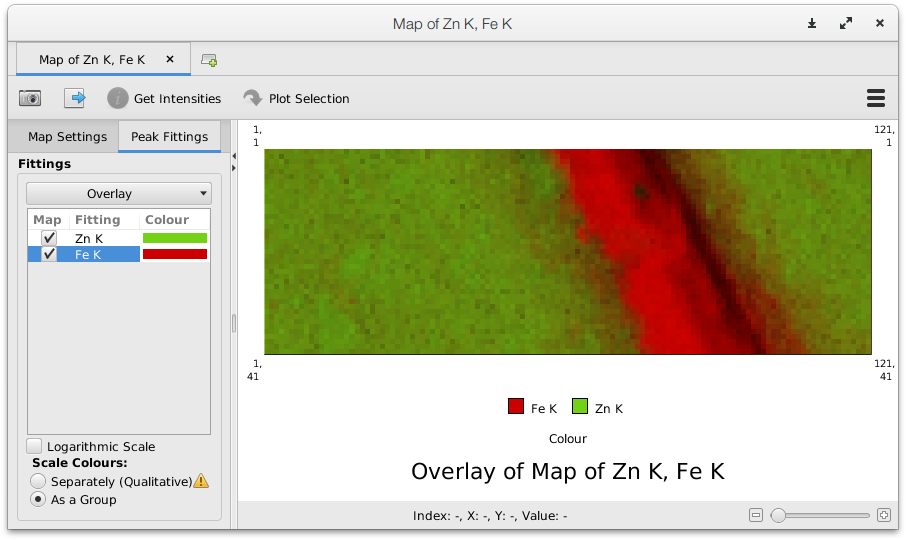 Map of Zn K, Fe K
Map of Zn K, Fe K
Get Intensities
Plot Selection
Map Settings
Peak Fittings
Fittings
Overlay
Map Fitting Colour
Zn K
Fe K
Logarithmic Scale
Scale Colours:
Separately (Qualitative)
As a Group
1,
1
121,
1
1,
41
121,
41
Fe K
Zn K
Colour
Overlay of Map of Zn K, Fe K
Index: -, X: -, Y: -, Value: -